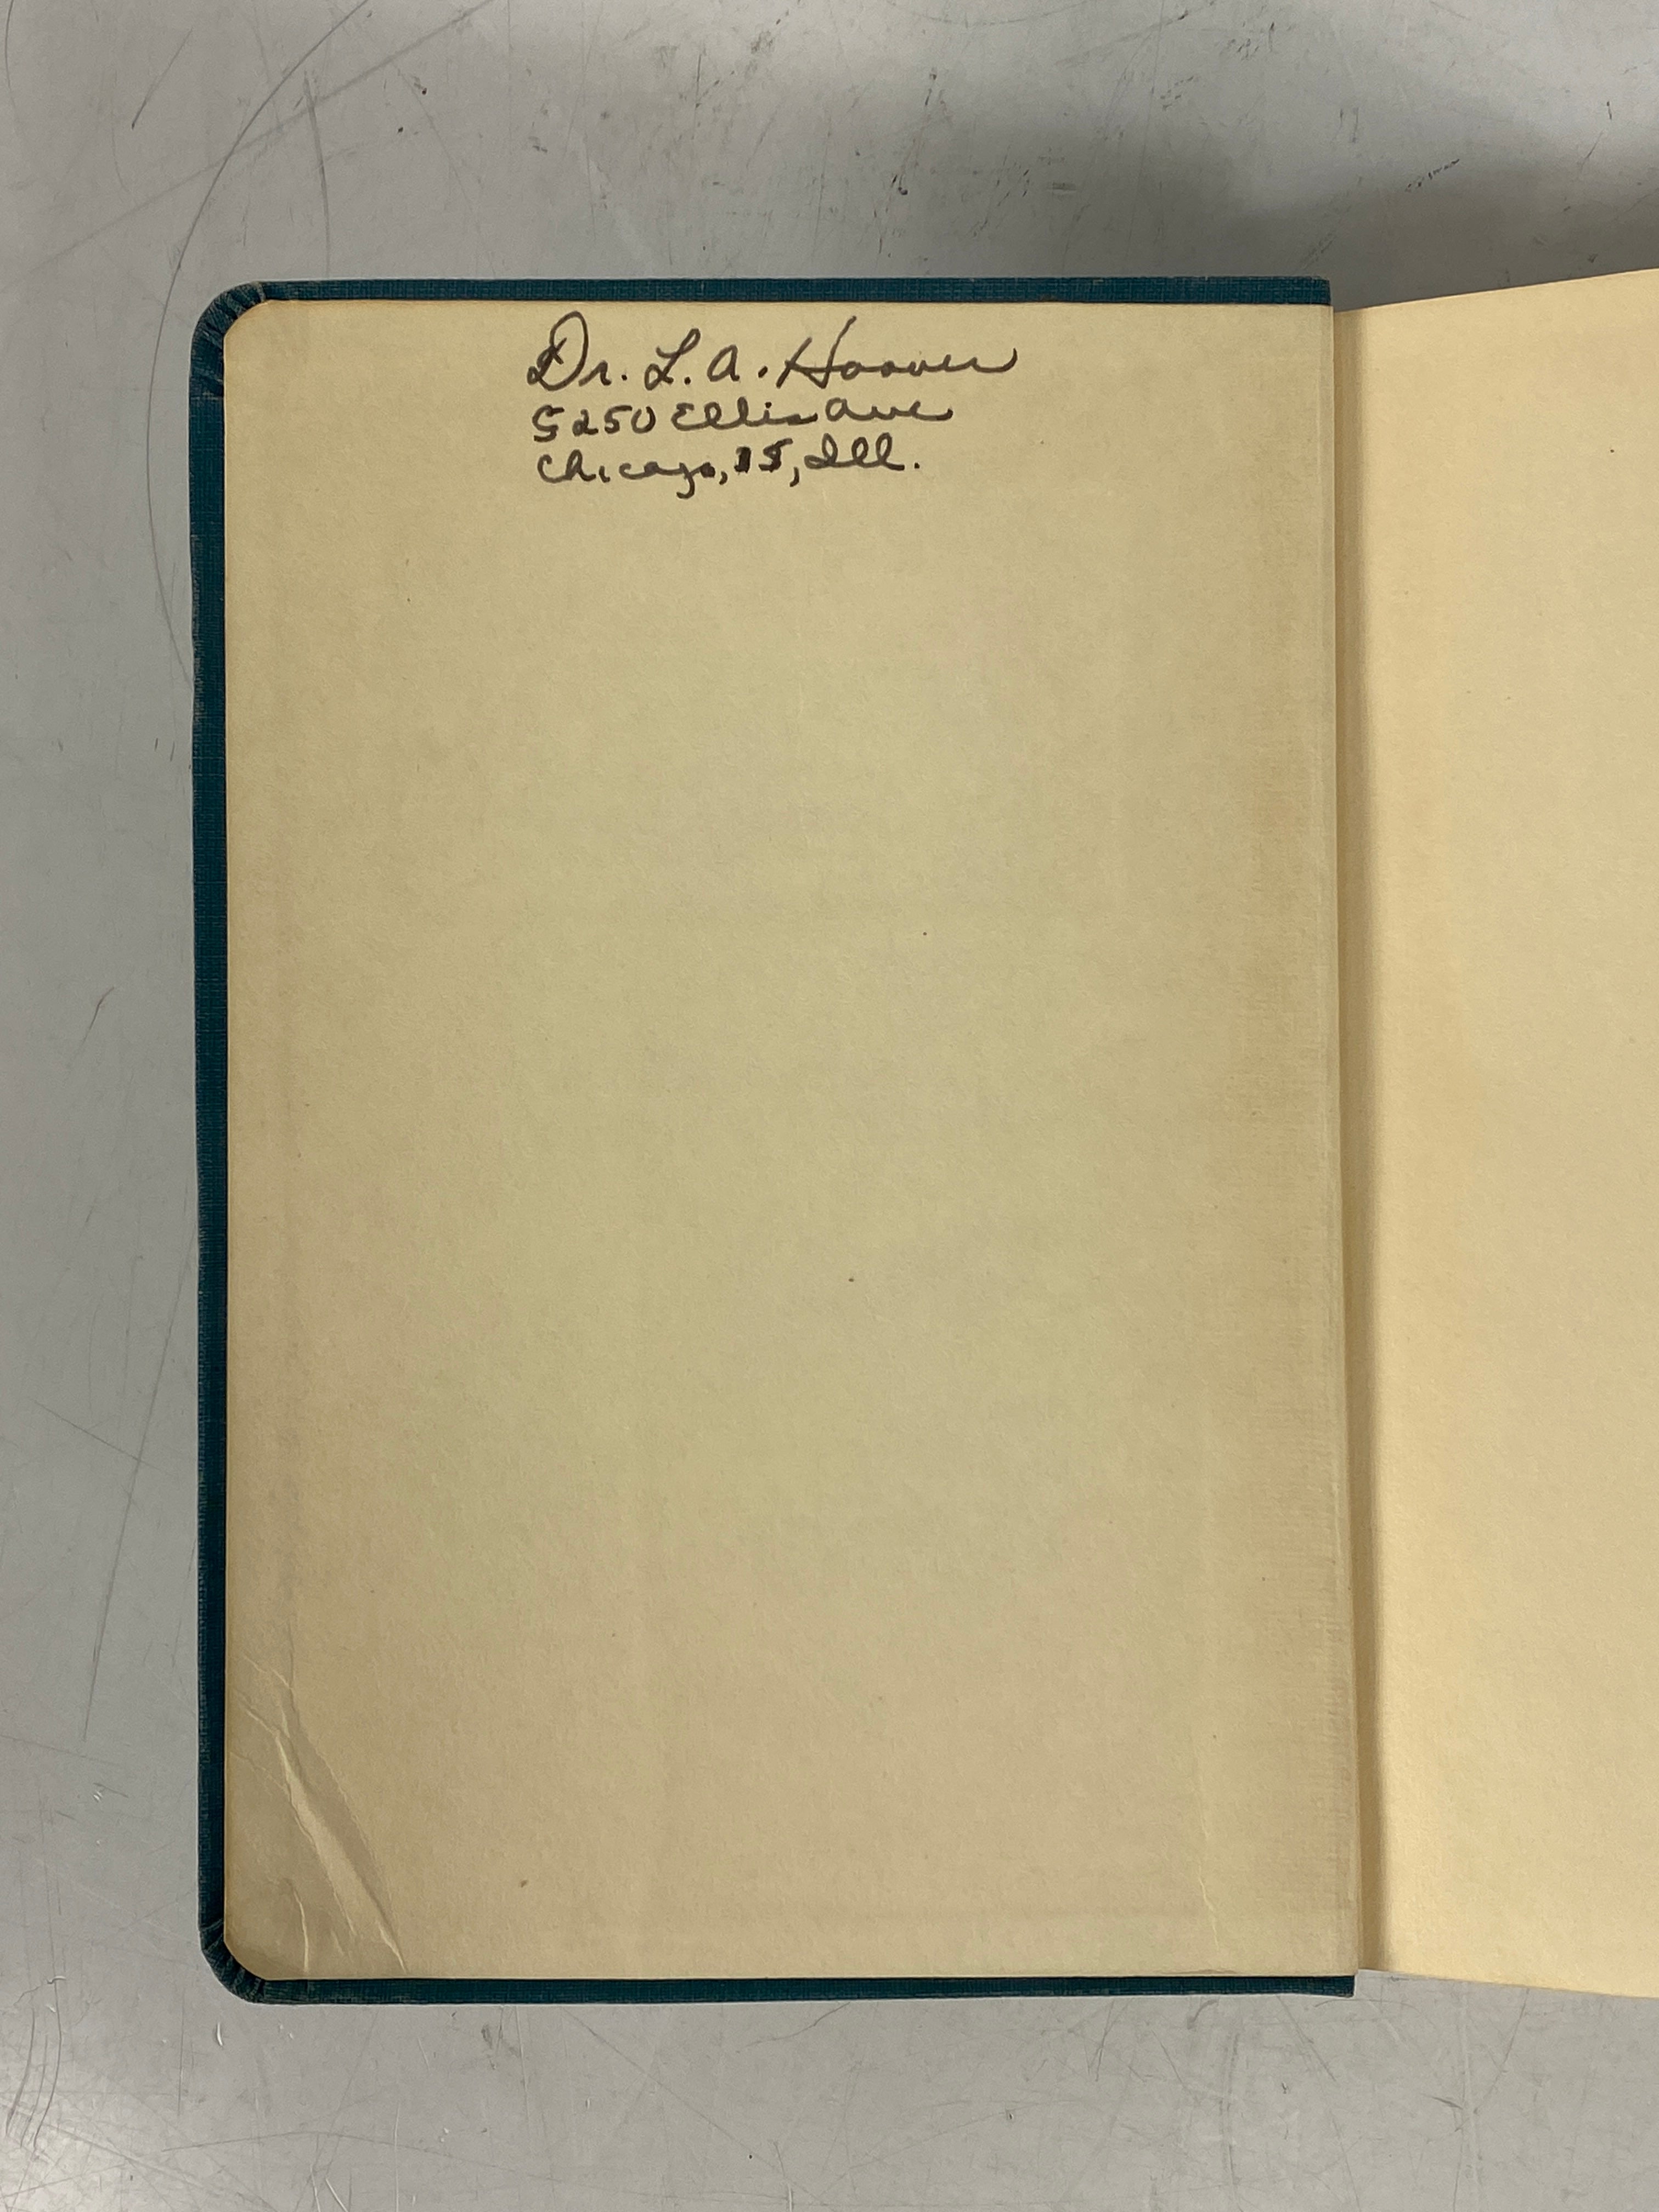 Dr. L. A. Hoover
5250 Ellis Ave
Chicago, 15, Ill.